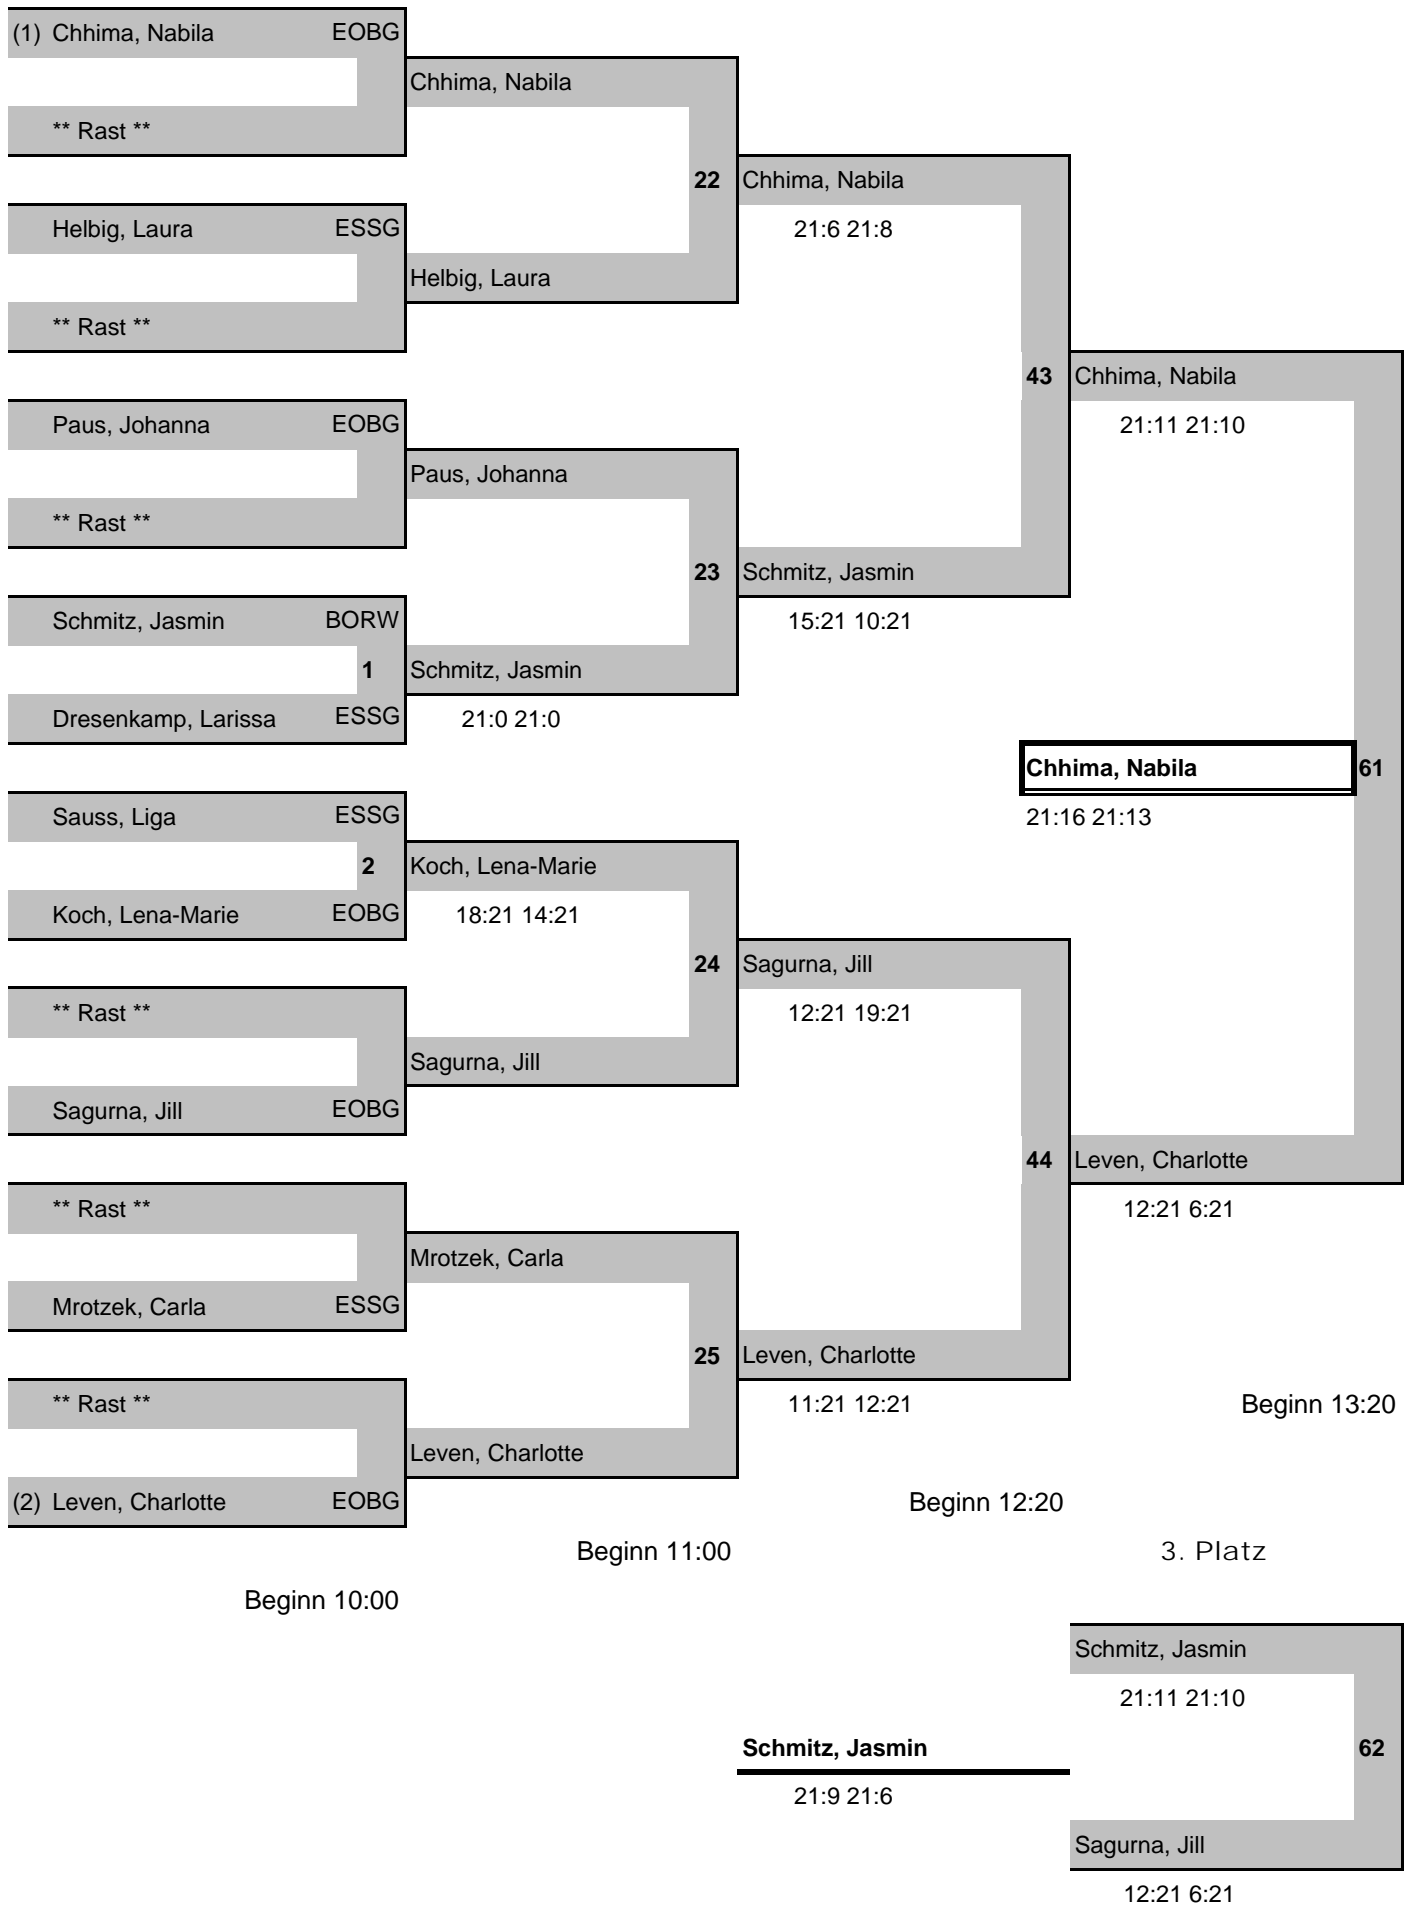 (1) Chhima, Nabila EOBG
Chhima, Nabila
** Rast **
22 Chhima, Nabila
Helbig, Laura ESSG
21:6 21:8
Helbig, Laura
** Rast **
43 Chhima, Nabila
Paus, Johanna EOBG
21:11 21:10
Paus, Johanna
** Rast **
23 Schmitz, Jasmin
Schmitz, Jasmin BORW
15:21 10:21
1 Schmitz, Jasmin
Dresenkamp, Larissa ESSG
21:0 21:0
Chhima, Nabila 61
Sauss, Liga ESSG
21:16 21:13
2 Koch, Lena-Marie
Koch, Lena-Marie EOBG
18:21 14:21
24 Sagurna, Jill
** Rast **
12:21 19:21
Sagurna, Jill
Sagurna, Jill EOBG
44 Leven, Charlotte
** Rast **
12:21 6:21
Mrotzek, Carla
Mrotzek, Carla ESSG
25 Leven, Charlotte
** Rast **
11:21 12:21
Beginn 13:20
Leven, Charlotte
(2) Leven, Charlotte EOBG
Beginn 12:20
Beginn 11:00
3. Platz
Beginn 10:00
Schmitz, Jasmin
21:11 21:10
Schmitz, Jasmin 62
21:9 21:6
Sagurna, Jill
12:21 6:21